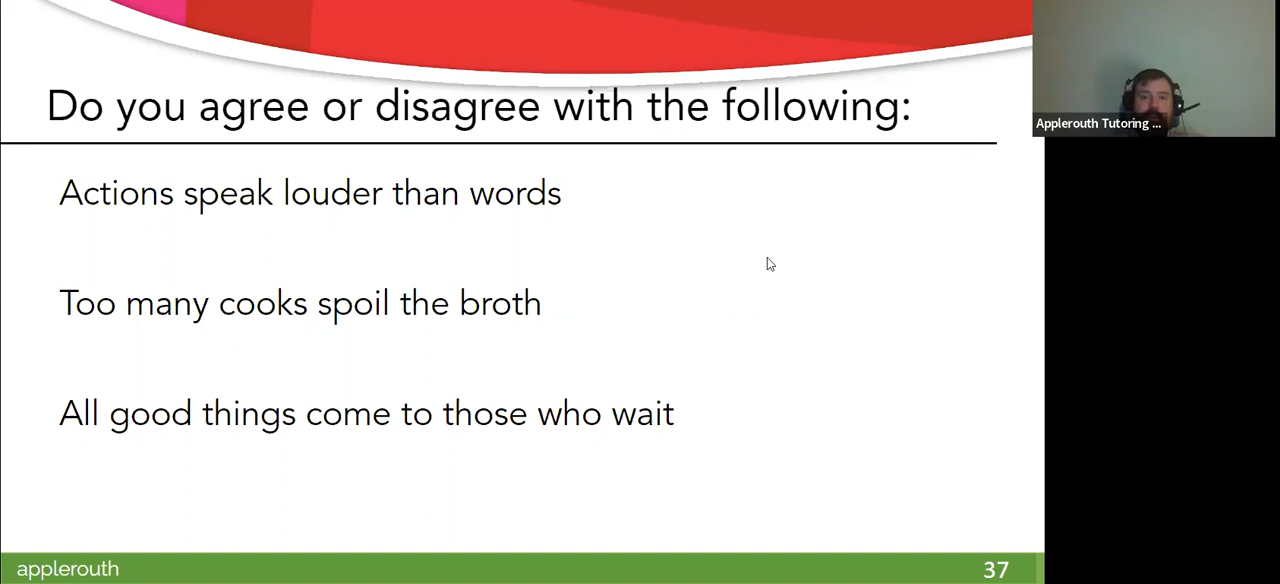 Do you agree or disagree with the following:
Applerouth Tutoring ...
Actions speak louder than words
Too many cooks spoil the broth
All good things come to those who wait
applerouth
37